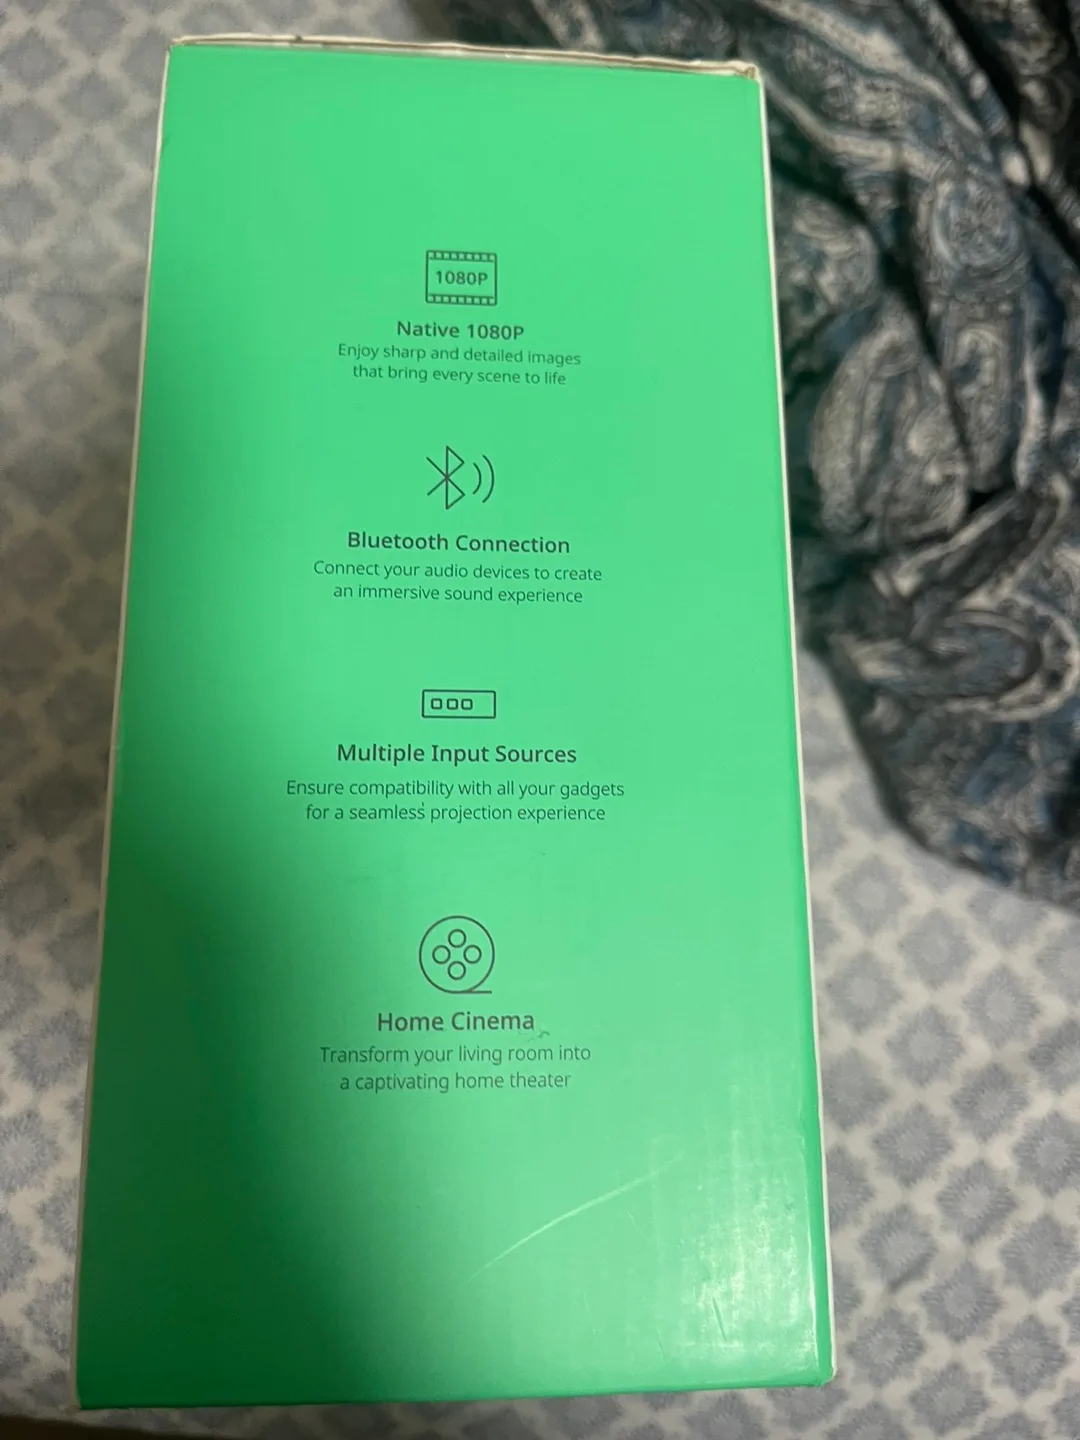 1080P
Native 1080P
Enjoy sharp and detailed images
that bring every scene to life
Bluetooth Connection
Connect your audio devices to create
an immersive sound experience
Multiple Input Sources
Ensure compatibility with all your gadgets
for a seamless projection experience
Home Cinema
Transform your living room into
a captivating home theater